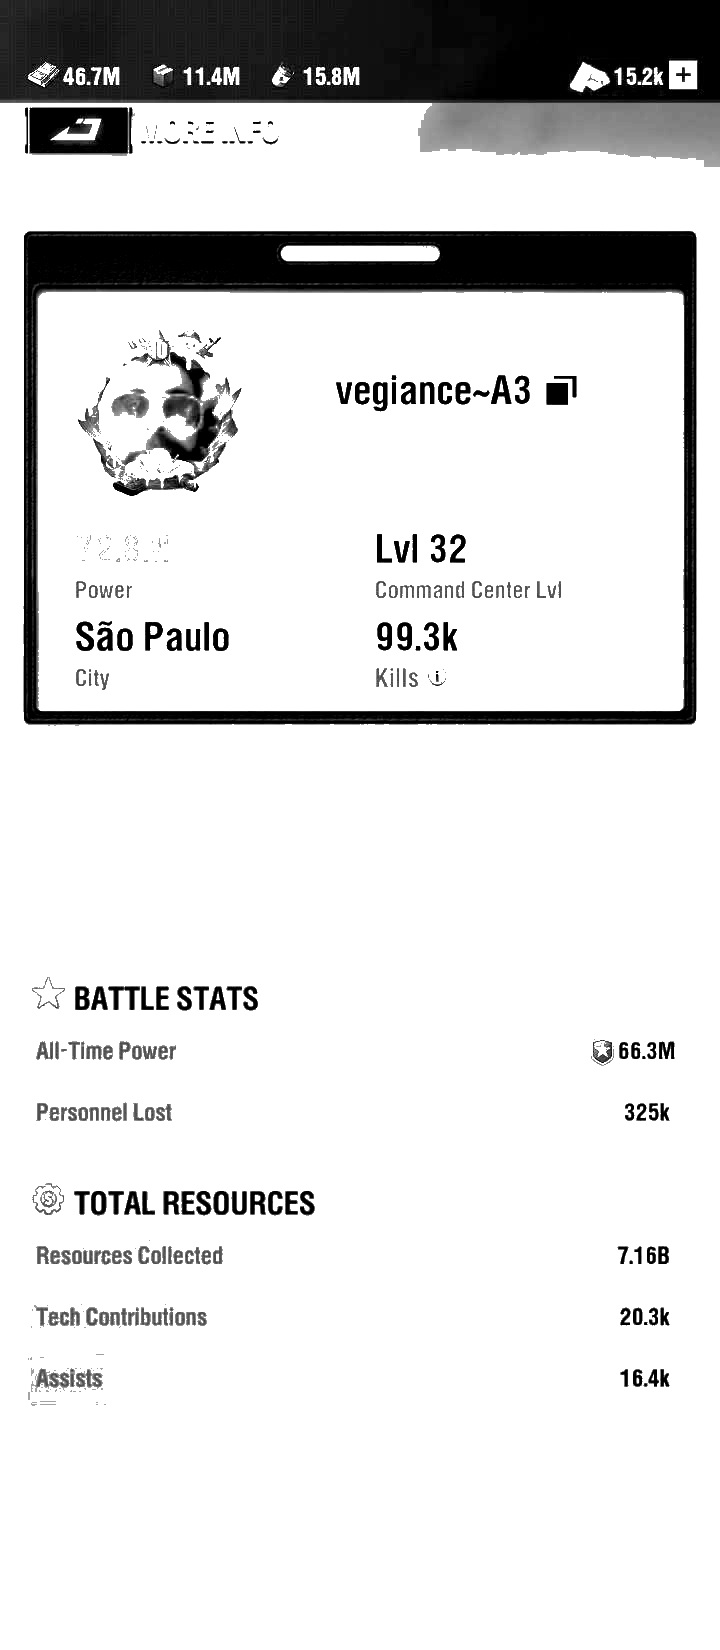 46.7M 11.4M 15.8M 15.2k +
MORE INFO
vegiance~A3
Lvl 32
Power Command Center Lvl
São Paulo 99.3k
City Kills
BATTLE STATS
All-Time Power 66.3M
Personnel Lost 325k
TOTAL RESOURCES
Resources Collected 7.16B
Tech Contributions 20.3k
Assists 16.4k